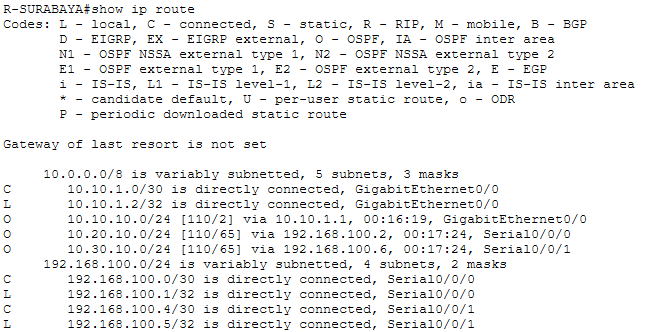 R-SURABAYA#show ip route
Codes: L - local, C - connected, S - static, R - RIP, M - mobile, B - BGP
       D - EIGRP, EX - EIGRP external, O - OSPF, IA - OSPF inter area
       N1 - OSPF NSSA external type 1, N2 - OSPF NSSA external type 2
       E1 - OSPF external type 1, E2 - OSPF external type 2, E - EGP
       i - IS-IS, L1 - IS-IS level-1, L2 - IS-IS level-2, ia - IS-IS inter area
       * - candidate default, U - per-user static route, o - ODR
       P - periodic downloaded static route
Gateway of last resort is not set
     10.0.0.0/8 is variably subnetted, 5 subnets, 3 masks
C       10.10.1.0/30 is directly connected, GigabitEthernet0/0
L       10.10.1.2/32 is directly connected, GigabitEthernet0/0
O       10.10.10.0/24 [110/2] via 10.10.1.1, 00:16:19, GigabitEthernet0/0
O       10.20.10.0/24 [110/65] via 192.168.100.2, 00:17:24, Serial0/0/0
O       10.30.10.0/24 [110/65] via 192.168.100.6, 00:17:24, Serial0/0/1
     192.168.100.0/24 is variably subnetted, 4 subnets, 2 masks
C       192.168.100.0/30 is directly connected, Serial0/0/0
L       192.168.100.1/32 is directly connected, Serial0/0/0
C       192.168.100.4/30 is directly connected, Serial0/0/1
L       192.168.100.5/32 is directly connected, Serial0/0/1